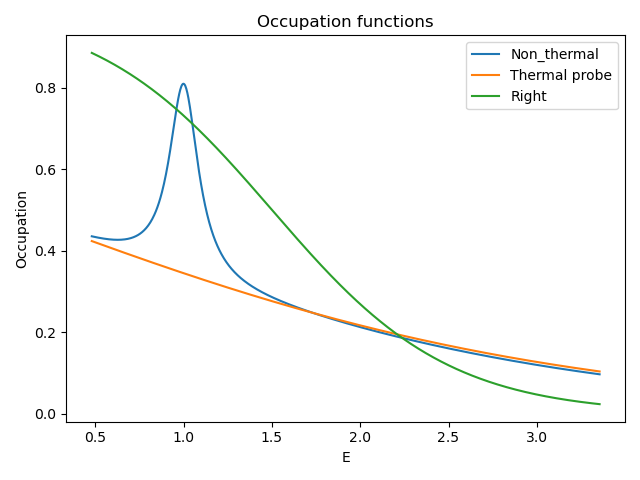 Occupation functions
Non_thermal
Thermal probe
Right
Occupation
0.8
0.6
0.4
0.2
0.0
0.5
1.0
1.5
2.0
2.5
3.0
E